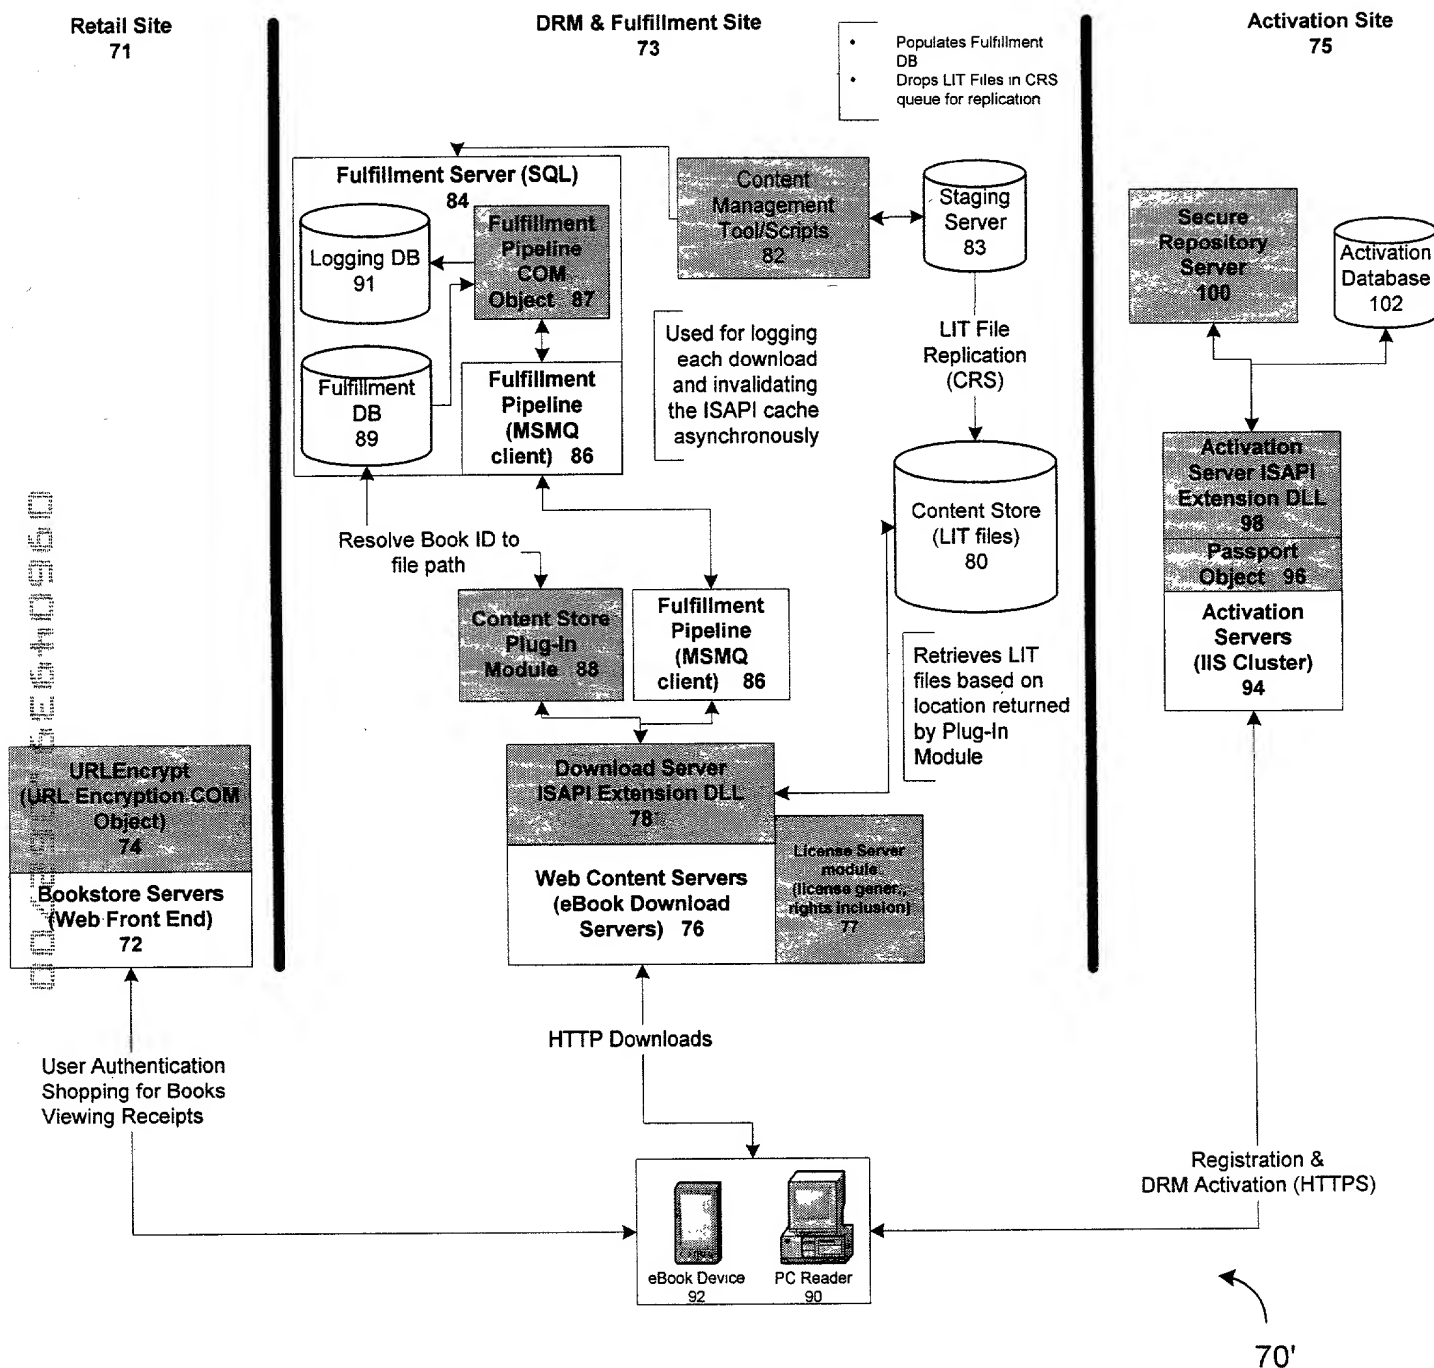 Retail Site
71
DRM & Fulfillment Site
73
Activation Site
75
• Populates Fulfillment
DB
• Drops LIT Files in CRS
queue for replication
Fulfillment Server (SQL)
84
Logging DB
91
Fulfillment
Pipeline
COM
Object 87
Fulfillment
DB
89
Fulfillment
Pipeline
(MSMQ
client) 86
Content
Management
Tool/Scripts
82
Staging
Server
83
Used for logging
each download
and invalidating
the ISAPI cache
asynchronously
LIT File
Replication
(CRS)
Content Store
(LIT files)
80
Secure
Repository
Server
100
Activation
Database
102
Activation
Server ISAPI
Extension DLL
98
Passport
Object 96
Activation
Servers
(IIS Cluster)
94
Resolve Book ID to
file path
Content Store
Plug-In
Module 88
Fulfillment
Pipeline
(MSMQ
client) 86
Retrieves LIT
files based on
location returned
by Plug-In
Module
URLEncrypt
(URL Encryption COM
Object)
74
Bookstore Servers
(Web Front End)
72
Download Server
ISAPI Extension DLL
78
Web Content Servers
(eBook Download
Servers) 76
License Server
module
(license gener.,
rights inclusion)
77
HTTP Downloads
User Authentication
Shopping for Books
Viewing Receipts
Registration &
DRM Activation (HTTPS)
eBook Device
92
PC Reader
90
70'